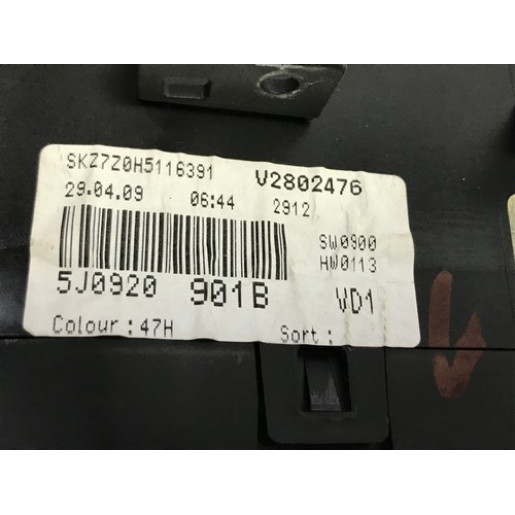 SKZ7Z0H5116391 V2802476
29.04.09 06:44 2912
SW0900
HW0113
5J0920 901B VD1
Colour : 47H Sort :